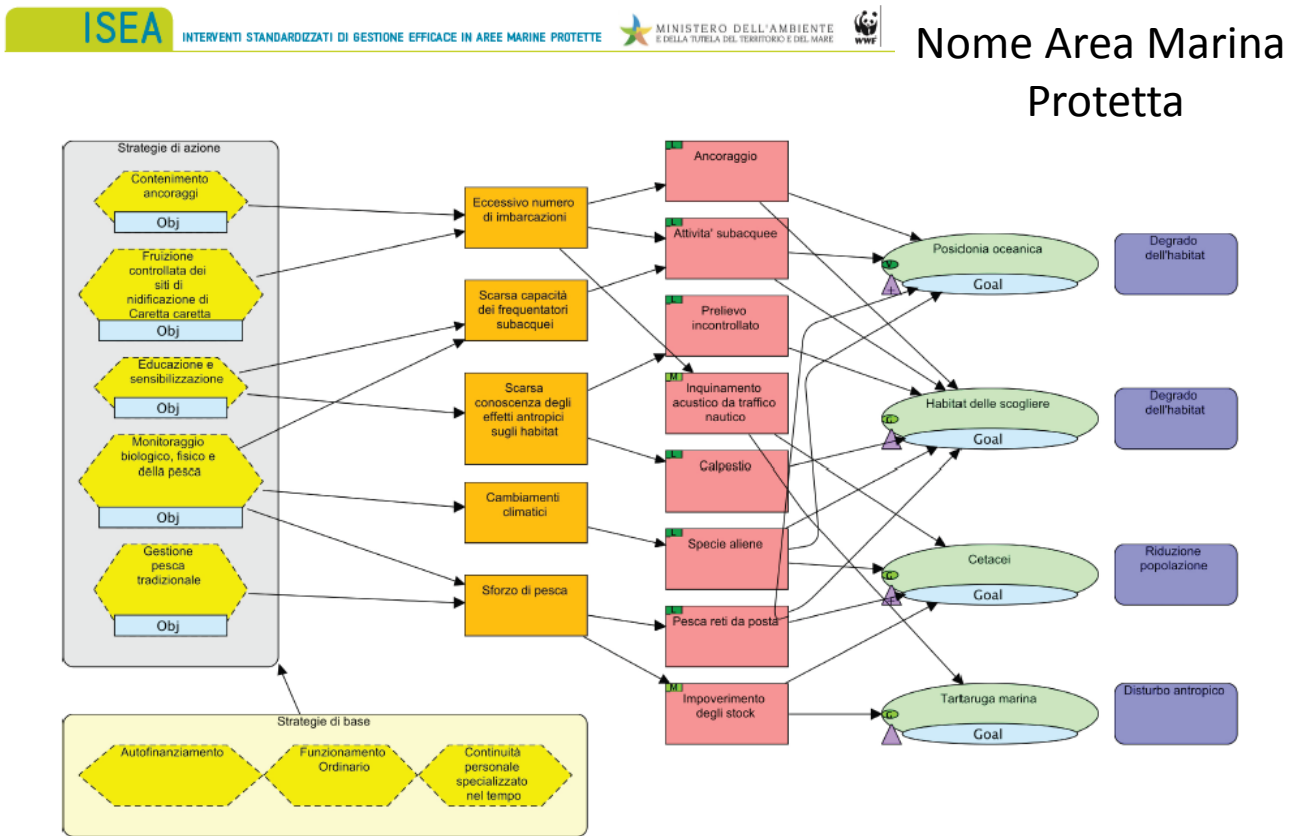 ISEA
INTERVENTI STANDARDIZZATI DI GESTIONE EFFICACE IN AREE MARINE PROTETTE
MINISTERO DELL'AMBIENTE
E DELLA TUTELA DEL TERRITORIO E DEL MARE
WWF
Nome Area Marina
Protetta
Strategie di azione
Contenimento
ancoraggi
Obj
Fruizione
controllata dei
siti di
nidificazione di
Caretta caretta
Obj
Educazione e
sensibilizzazione
Obj
Monitoraggio
biologico, fisico e
della pesca
Obj
Gestione
pesca
tradizionale
Obj
Strategie di base
Autofinanziamento
Funzionamento
Ordinario
Continuità
personale
specializzato
nel tempo
Eccessivo numero
di imbarcazioni
Scarsa capacità
dei frequentatori
subacquei
Scarsa
conoscenza degli
effetti antropici
sugli habitat
Cambiamenti
climatici
Sforzo di pesca
L
Ancoraggio
L
Attivita' subacquee
L
Prelievo
incontrollato
M
Inquinamento
acustico da traffico
nautico
L
Calpestio
L
Specie aliene
L
Pesca reti da posta
M
Impoverimento
degli stock
Posidonia oceanica
V
Goal
Habitat delle scogliere
G
Goal
Cetacei
G
Goal
Tartaruga marina
G
Goal
Degrado
dell'habitat
Degrado
dell'habitat
Riduzione
popolazione
Disturbo antropico